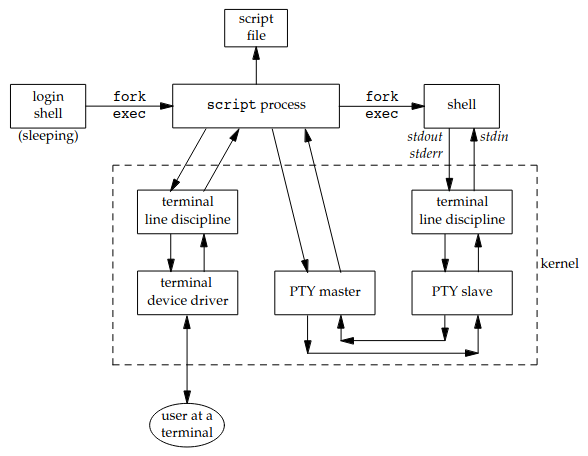 script
file
login
shell
(sleeping)
fork
exec
script process
fork
exec
shell
stdout
stderr
stdin
terminal
line discipline
terminal
line discipline
kernel
terminal
device driver
PTY master
PTY slave
user at a
terminal